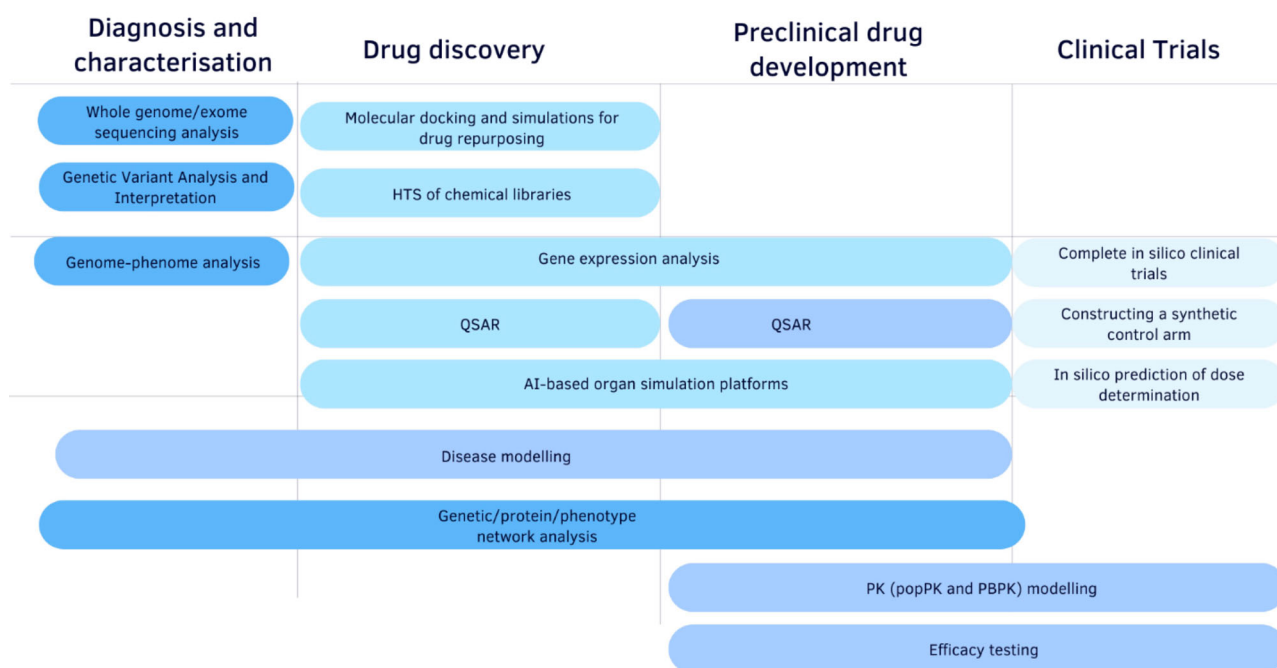 Diagnosis and
characterisation
Drug discovery
Preclinical drug
development
Clinical Trials
Whole genome/exome
sequencing analysis
Molecular docking and simulations for
drug repurposing
Genetic Variant Analysis and
Interpretation
HTS of chemical libraries
Genome-phenome analysis
Gene expression analysis
Complete in silico clinical
trials
QSAR
QSAR
Constructing a synthetic
control arm
AI-based organ simulation platforms
In silico prediction of dose
determination
Disease modelling
Genetic/protein/phenotype
network analysis
PK (popPK and PBPK) modelling
Efficacy testing